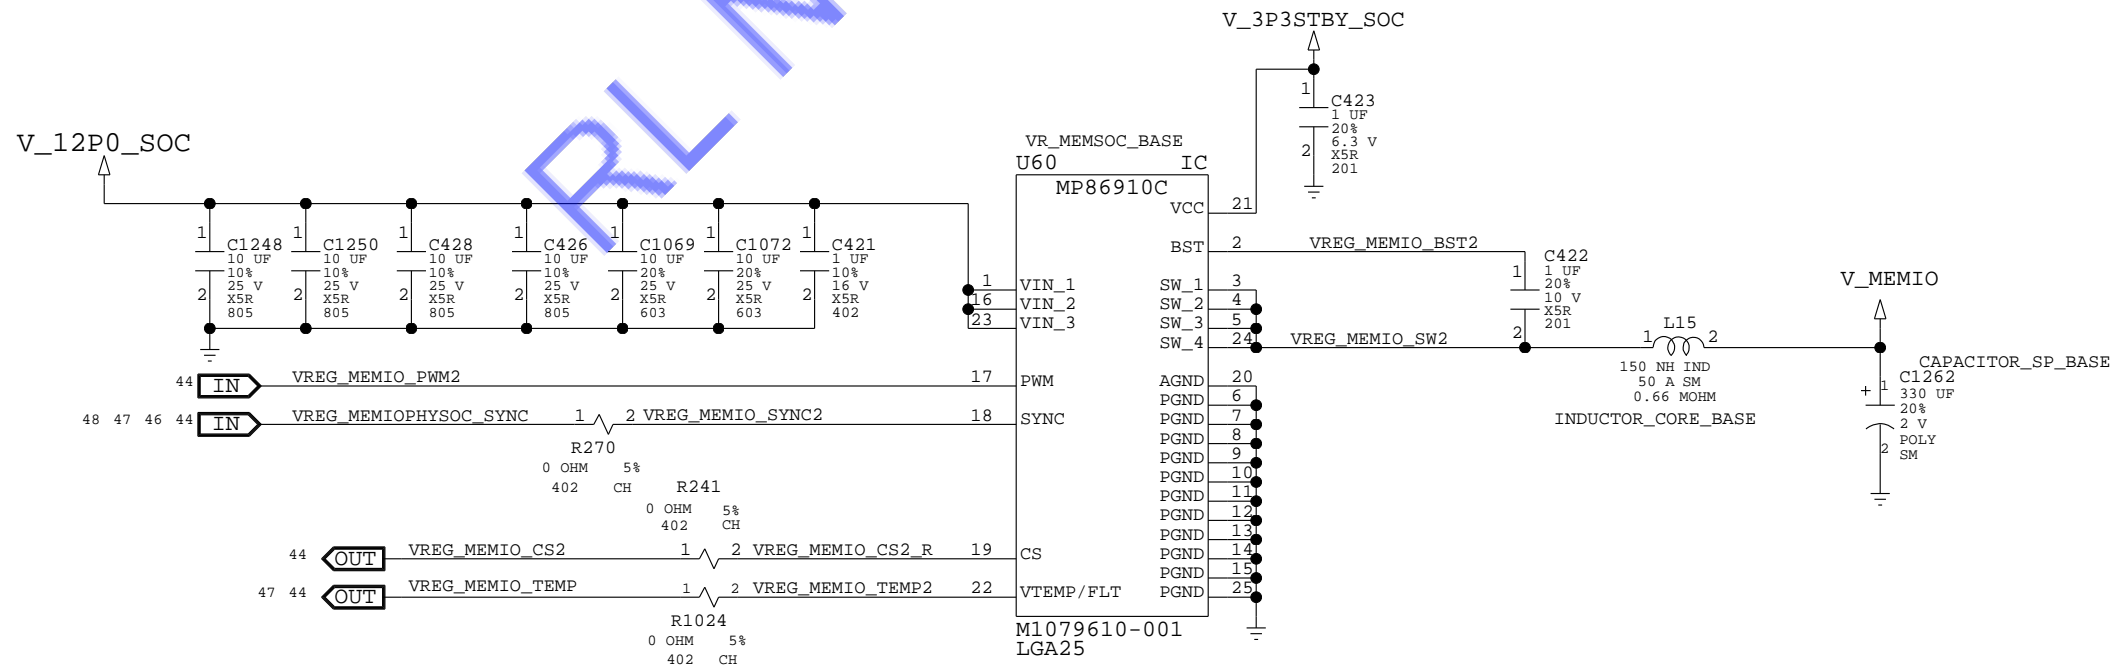 V_3P3STBY_SOC
1
C423
1 UF
20%
6.3 V
2
X5R
201
V_12P0_SOC
RL N
VR_MEMSOC_BASE
U60 IC
MP86910C
VCC 21
BST 2 VREG_MEMIO_BST2
1 C1248
10 UF
10%
25 V
2 X5R
805
1 C1250
10 UF
10%
25 V
2 X5R
805
1 C428
10 UF
10%
25 V
2 X5R
805
1 C426
10 UF
10%
25 V
2 X5R
805
1 C1069
10 UF
20%
25 V
2 X5R
603
1 C1072
10 UF
20%
25 V
2 X5R
603
1 C421
1 UF
10%
16 V
2 X5R
402
1 VIN_1 SW_1 3
16 VIN_2 SW_2 4
23 VIN_3 SW_3 5
SW_4 24 VREG_MEMIO_SW2
C422
1 1 UF
20%
10 V
X5R
2 201
V_MEMIO
L15
1 2
150 NH IND
50 A SM
0.66 MOHM
INDUCTOR_CORE_BASE
CAPACITOR_SP_BASE
C1262
+ 1 330 UF
20%
2 V
2 POLY
SM
44 IN VREG_MEMIO_PWM2 17 PWM
48 47 46 44 IN VREG_MEMIOPHYSOC_SYNC 1 2 VREG_MEMIO_SYNC2 18 SYNC
R270
0 OHM 5%
402 CH
R241
0 OHM 5%
402 CH
44 OUT VREG_MEMIO_CS2 1 2 VREG_MEMIO_CS2_R 19 CS
47 44 OUT VREG_MEMIO_TEMP 1 2 VREG_MEMIO_TEMP2 22 VTEMP/FLT
R1024
0 OHM 5%
402 CH
AGND 20
PGND 6
PGND 7
PGND 8
PGND 9
PGND 10
PGND 11
PGND 12
PGND 13
PGND 14
PGND 15
PGND 25
M1079610-001
LGA25